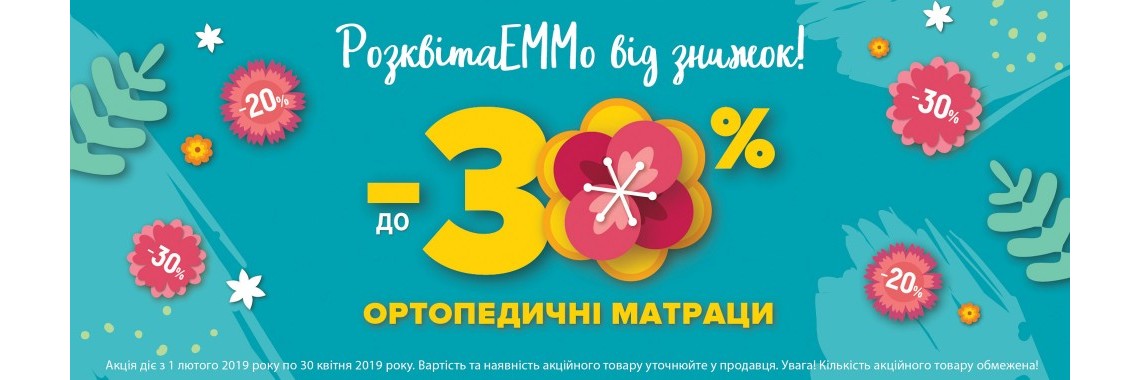 РозквітаЕММо від знижок!
-20%
-30%
-30%
до
ОРТОПЕДИЧНІ МАТРАЦИ
-30%
-20%
Акція діє з 1 лютого 2019 року по 30 квітня 2019 року. Вартість та наявність акційного товару уточнюйте у продавця. Увага! Кількість акційного товару обмежена!